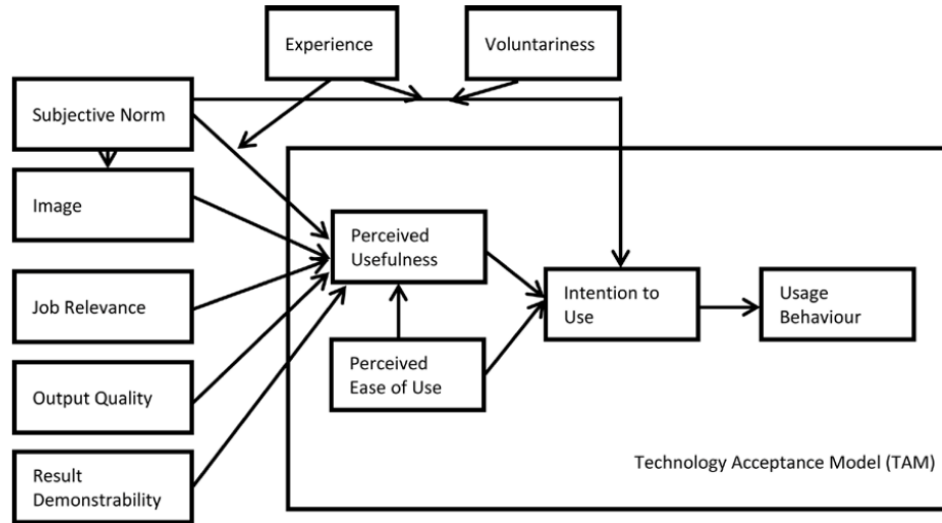 Experience
Voluntariness
Subjective Norm
Image
Perceived
Usefulness
Job Relevance
Intention to
Use
Usage
Behaviour
Perceived
Ease of Use
Output Quality
Result
Demonstrability
Technology Acceptance Model (TAM)